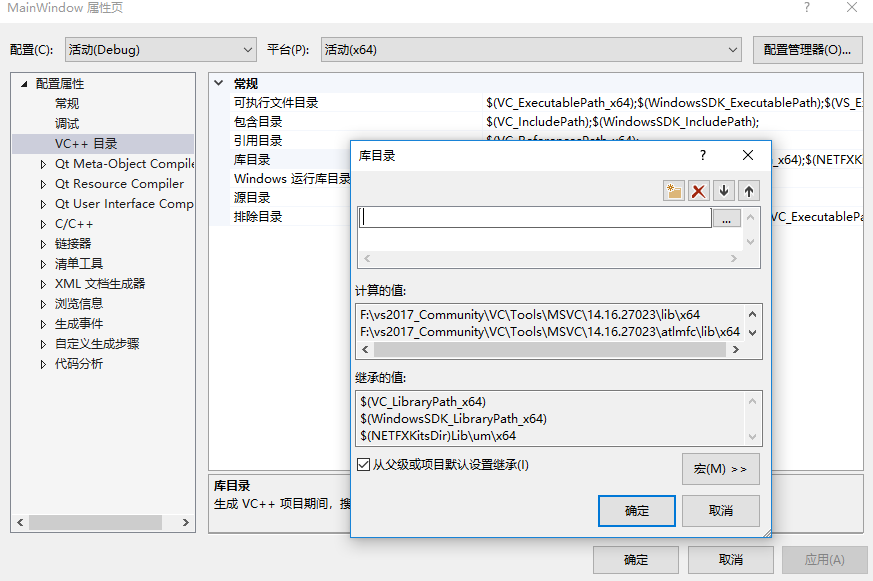 MainWindow 属性页
配置(C):
活动(Debug)
平台(P):
活动(x64)
配置管理器(O)...
配置属性
常规
调试
VC++ 目录
Qt Meta-Object Compile
Qt Resource Compiler
Qt User Interface Comp
C/C++
链接器
清单工具
XML 文档生成器
浏览信息
生成事件
自定义生成步骤
代码分析
常规
可执行文件目录 $(VC_ExecutablePath_x64);$(WindowsSDK_ExecutablePath);$(VS_E
包含目录 $(VC_IncludePath);$(WindowsSDK_IncludePath);
引用目录 $(VC_ReferencesPath_x64);
库目录 _x64);$(NETFXK
Windows 运行库目录
源目录
排除目录 VC_ExecutablePa
库目录
生成 VC++ 项目期间，搜
库目录
?
...
计算的值:
F:\vs2017_Community\VC\Tools\MSVC\14.16.27023\lib\x64
F:\vs2017_Community\VC\Tools\MSVC\14.16.27023\atlmfc\lib\x64
继承的值:
$(VC_LibraryPath_x64)
$(WindowsSDK_LibraryPath_x64)
$(NETFXKitsDir)Lib\um\x64
从父级或项目默认设置继承(I)
宏(M) >>
确定
取消
确定
取消
应用(A)